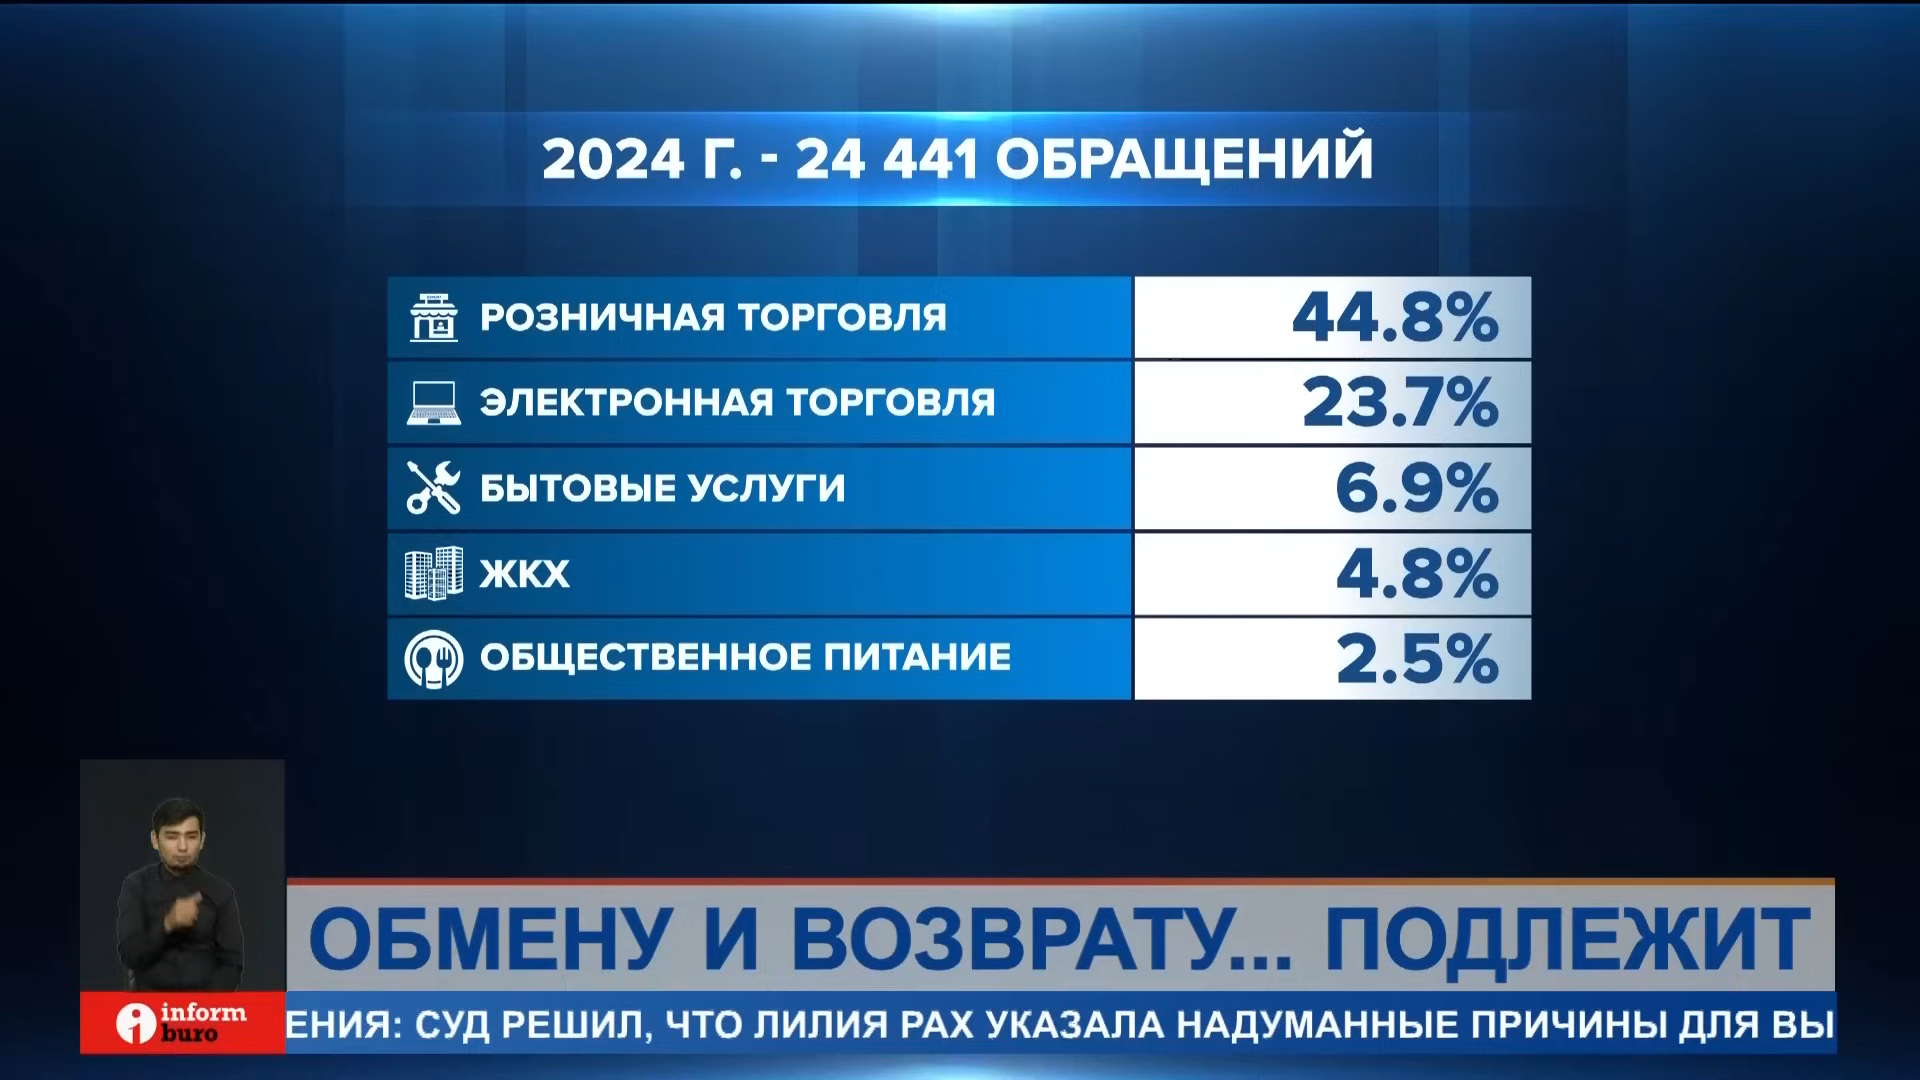 2024 Г. - 24 441 ОБРАЩЕНИЙ
РОЗНИЧНАЯ ТОРГОВЛЯ 44.8%
ЭЛЕКТРОННАЯ ТОРГОВЛЯ 23.7%
БЫТОВЫЕ УСЛУГИ 6.9%
ЖКХ 4.8%
ОБЩЕСТВЕННОЕ ПИТАНИЕ 2.5%
ОБМЕНУ И ВОЗВРАТУ... ПОДЛЕЖИТ
inform
buro
ЕНИЯ: СУД РЕШИЛ, ЧТО ЛИЛИЯ РАХ УКАЗАЛА НАДУМАННЫЕ ПРИЧИНЫ ДЛЯ ВЫ